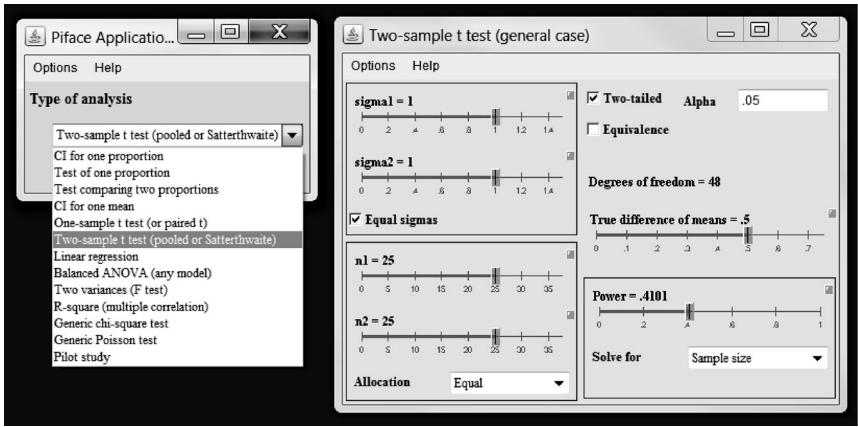 Piface Applicatio...
Options Help
Type of analysis
Two-sample t test (pooled or Satterthwaite)
CI for one proportion
Test of one proportion
Test comparing two proportions
CI for one mean
One-sample t test (or paired t)
Two-sample t test (pooled or Satterthwaite)
Linear regression
Balanced ANOVA (any model)
Two variances (F test)
R-square (multiple correlation)
Generic chi-square test
Generic Poisson test
Pilot study
Two-sample t test (general case)
Options Help
sigma1 = 1
0 .2 .4 .6 .8 1 1.2 1.4
sigma2 = 1
0 .2 .4 .6 .8 1 1.2 1.4
Equal sigmas
n1 = 25
0 5 10 15 20 25 30 35
n2 = 25
0 5 10 15 20 25 30 35
Allocation Equal
Two-tailed Alpha .05
Equivalence
Degrees of freedom = 48
True difference of means = .5
0 .1 .2 .3 .4 .5 .6 .7
Power = .4101
0 .2 .4 .6 .8 1
Solve for Sample size